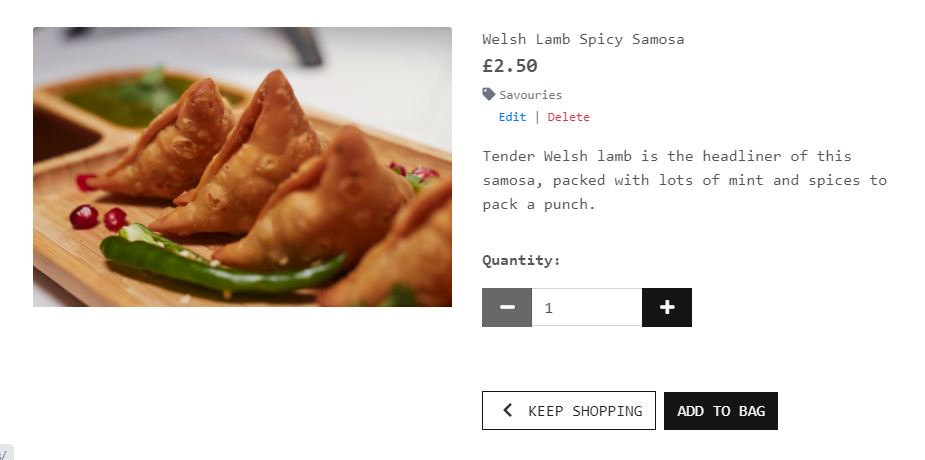 Welsh Lamb Spicy Samosa
£2.50
Savouries
Edit | Delete
Tender Welsh lamb is the headliner of this
samosa, packed with lots of mint and spices to
pack a punch.
Quantity:
1
KEEP SHOPPING
ADD TO BAG